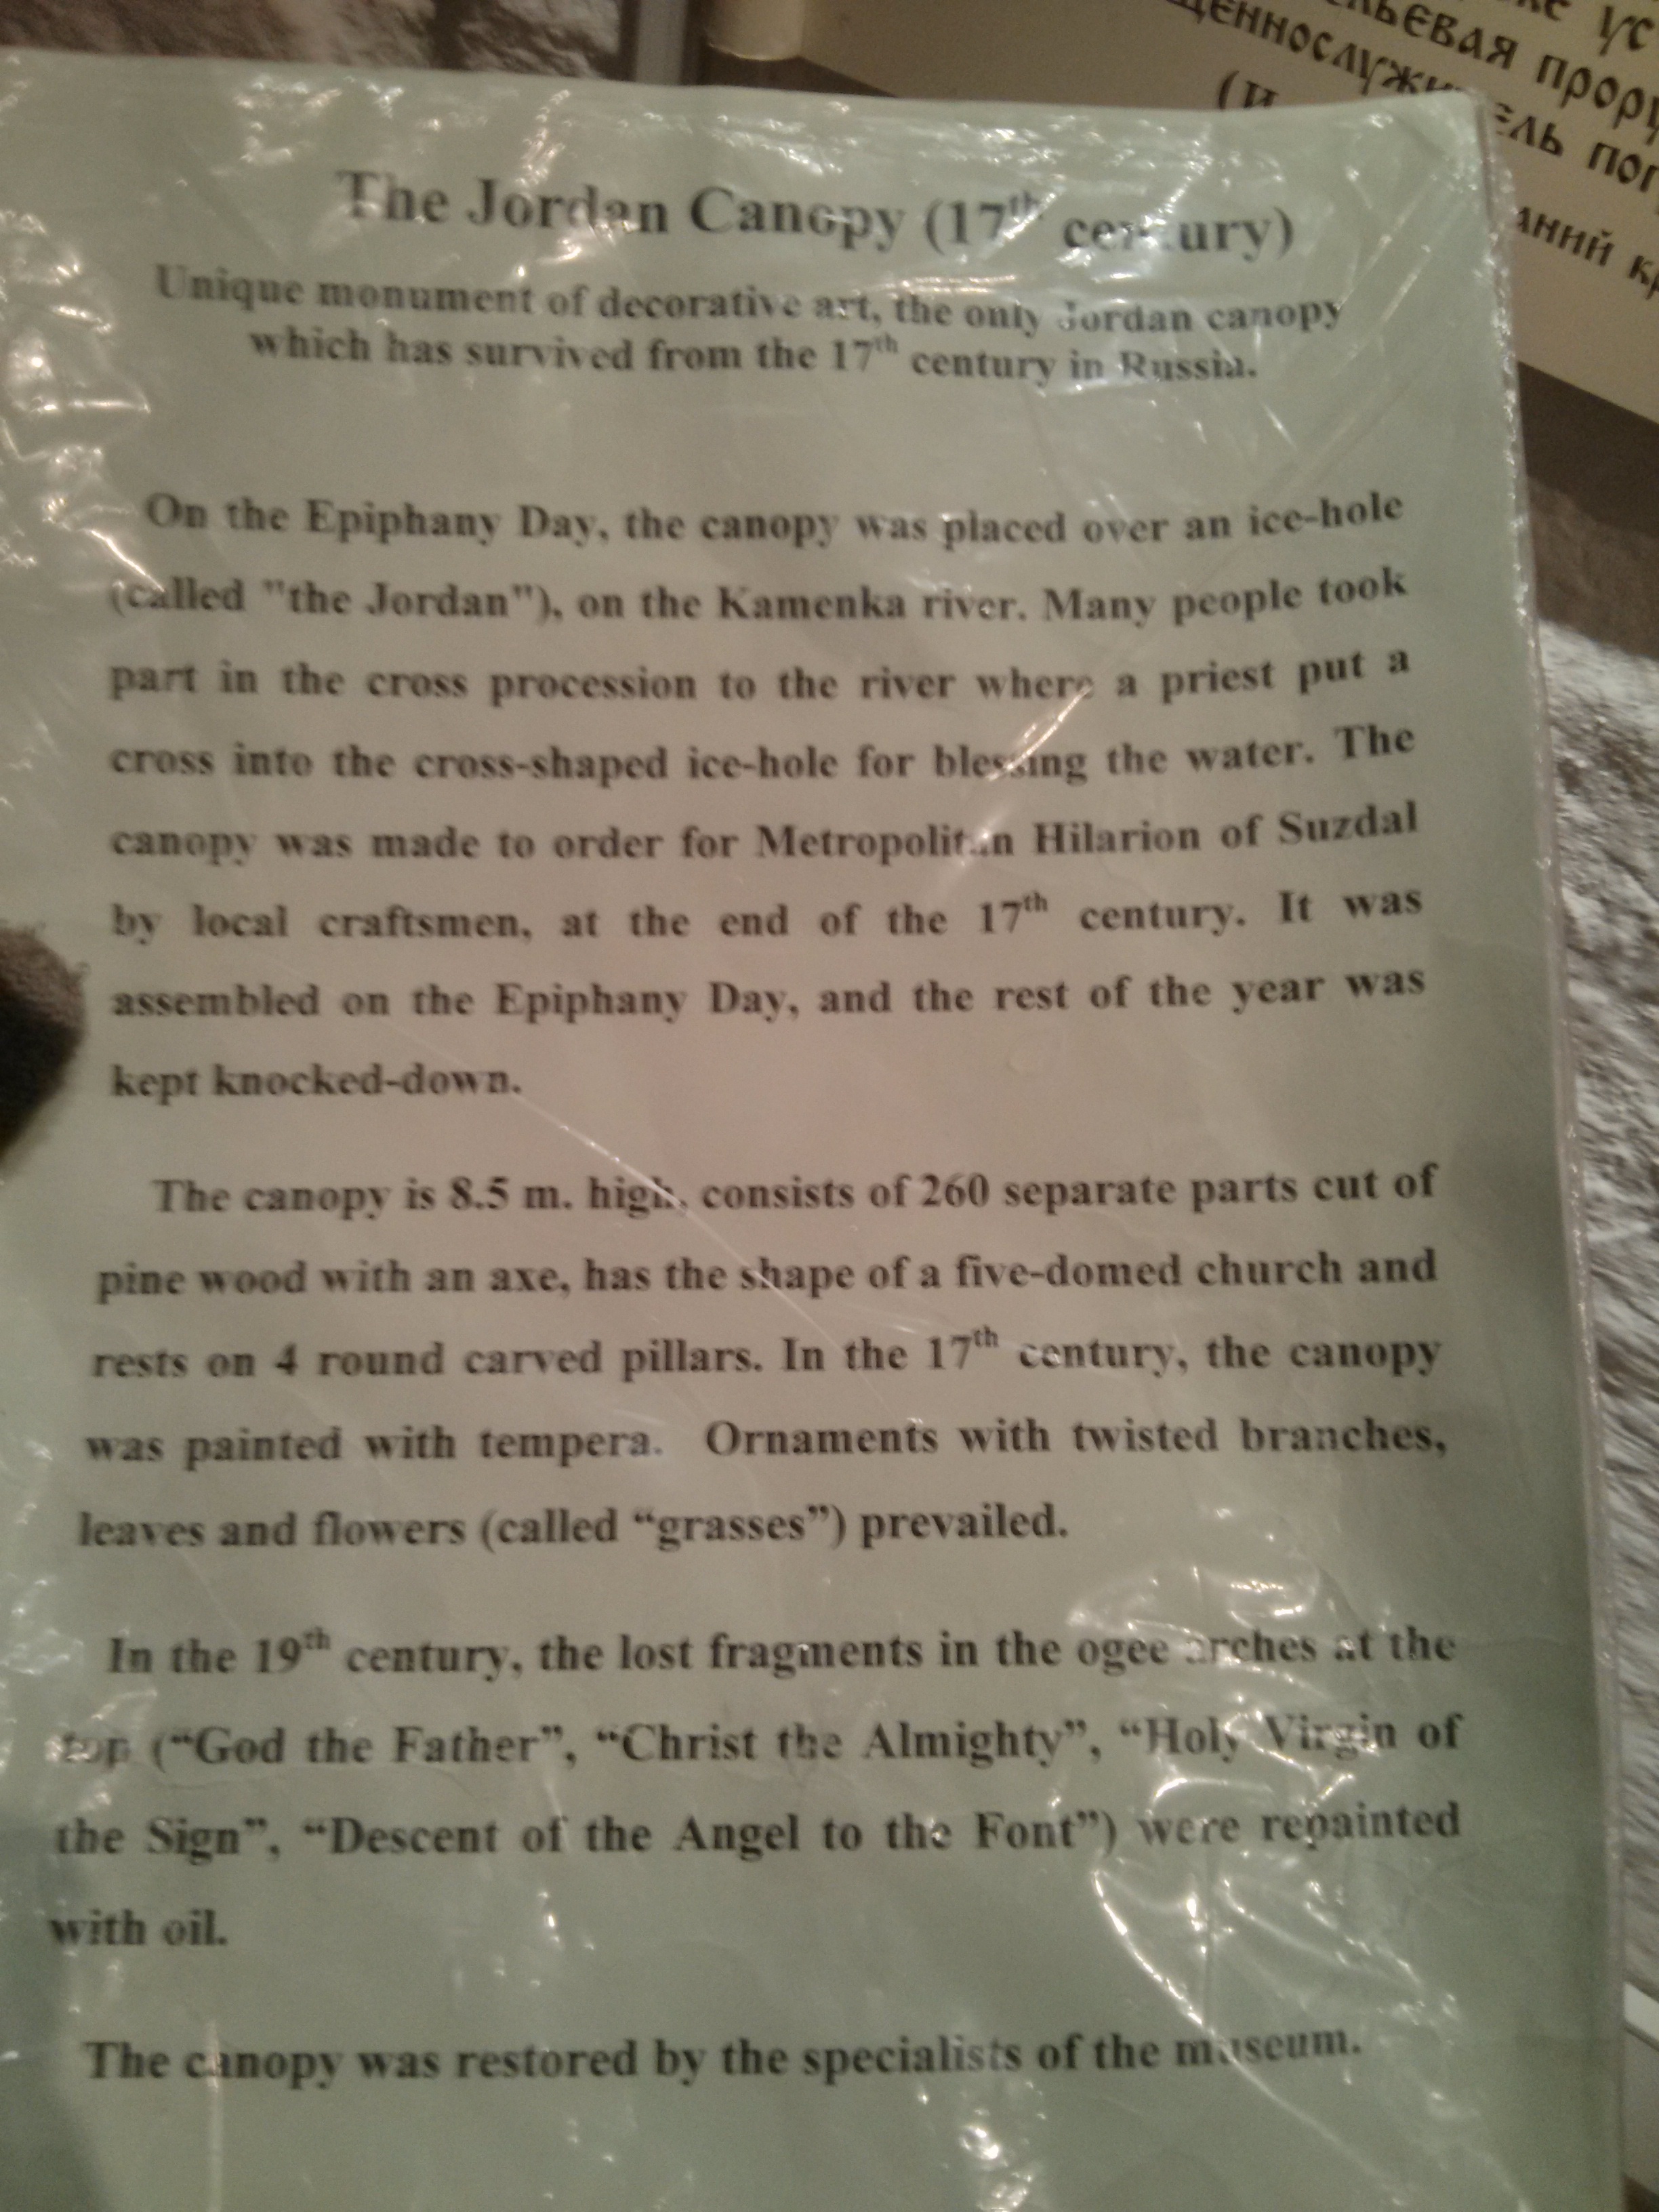 ус
ьевая
щеннослужитель пог
(и
аний кр
The Jordan Canopy (17th century)
Unique monument of decorative art, the only Jordan canopy
which has survived from the 17th century in Russia.
On the Epiphany Day, the canopy was placed over an ice-hole
(called "the Jordan"), on the Kamenka river. Many people took
part in the cross procession to the river where a priest put a
cross into the cross-shaped ice-hole for blessing the water. The
canopy was made to order for Metropolitan Hilarion of Suzdal
by local craftsmen, at the end of the 17th century. It was
assembled on the Epiphany Day, and the rest of the year was
kept knocked-down.
The canopy is 8.5 m. high, consists of 260 separate parts cut of
pine wood with an axe, has the shape of a five-domed church and
rests on 4 round carved pillars. In the 17th century, the canopy
was painted with tempera. Ornaments with twisted branches,
leaves and flowers (called “grasses”) prevailed.
In the 19th century, the lost fragments in the ogee arches at the
top (“God the Father”, “Christ the Almighty”, “Holy Virgin of
the Sign”, “Descent of the Angel to the Font”) were repainted
with oil.
The canopy was restored by the specialists of the museum.